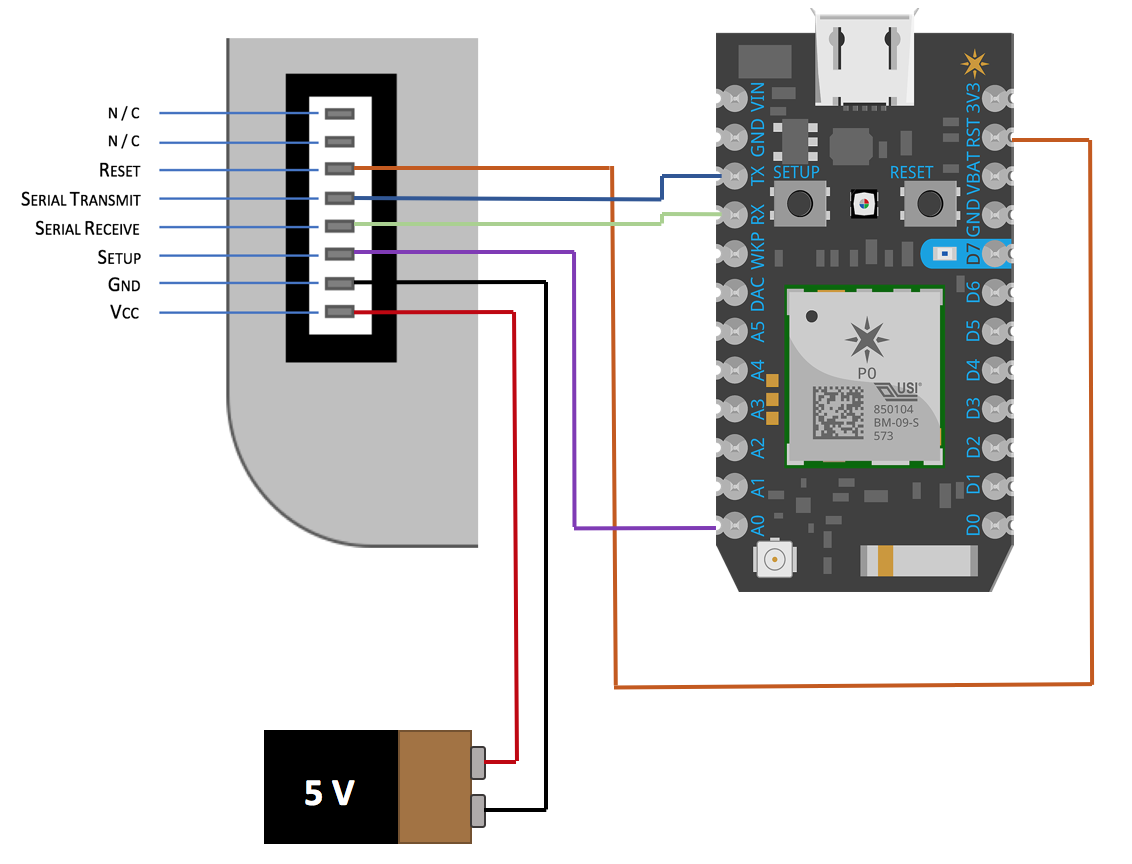 N / C
N / C
RESET
SERIAL TRANSMIT
SERIAL RECEIVE
SETUP
GND
VCC
5 V
VIN
GND
TX
RX
WKP
DAC
A5
A4
A3
A2
A1
A0
SETUP
RESET
P0
USI
850104
BM-09-S
573
3V3
RST
VBAT
GND
D7
D6
D5
D4
D3
D2
D1
D0